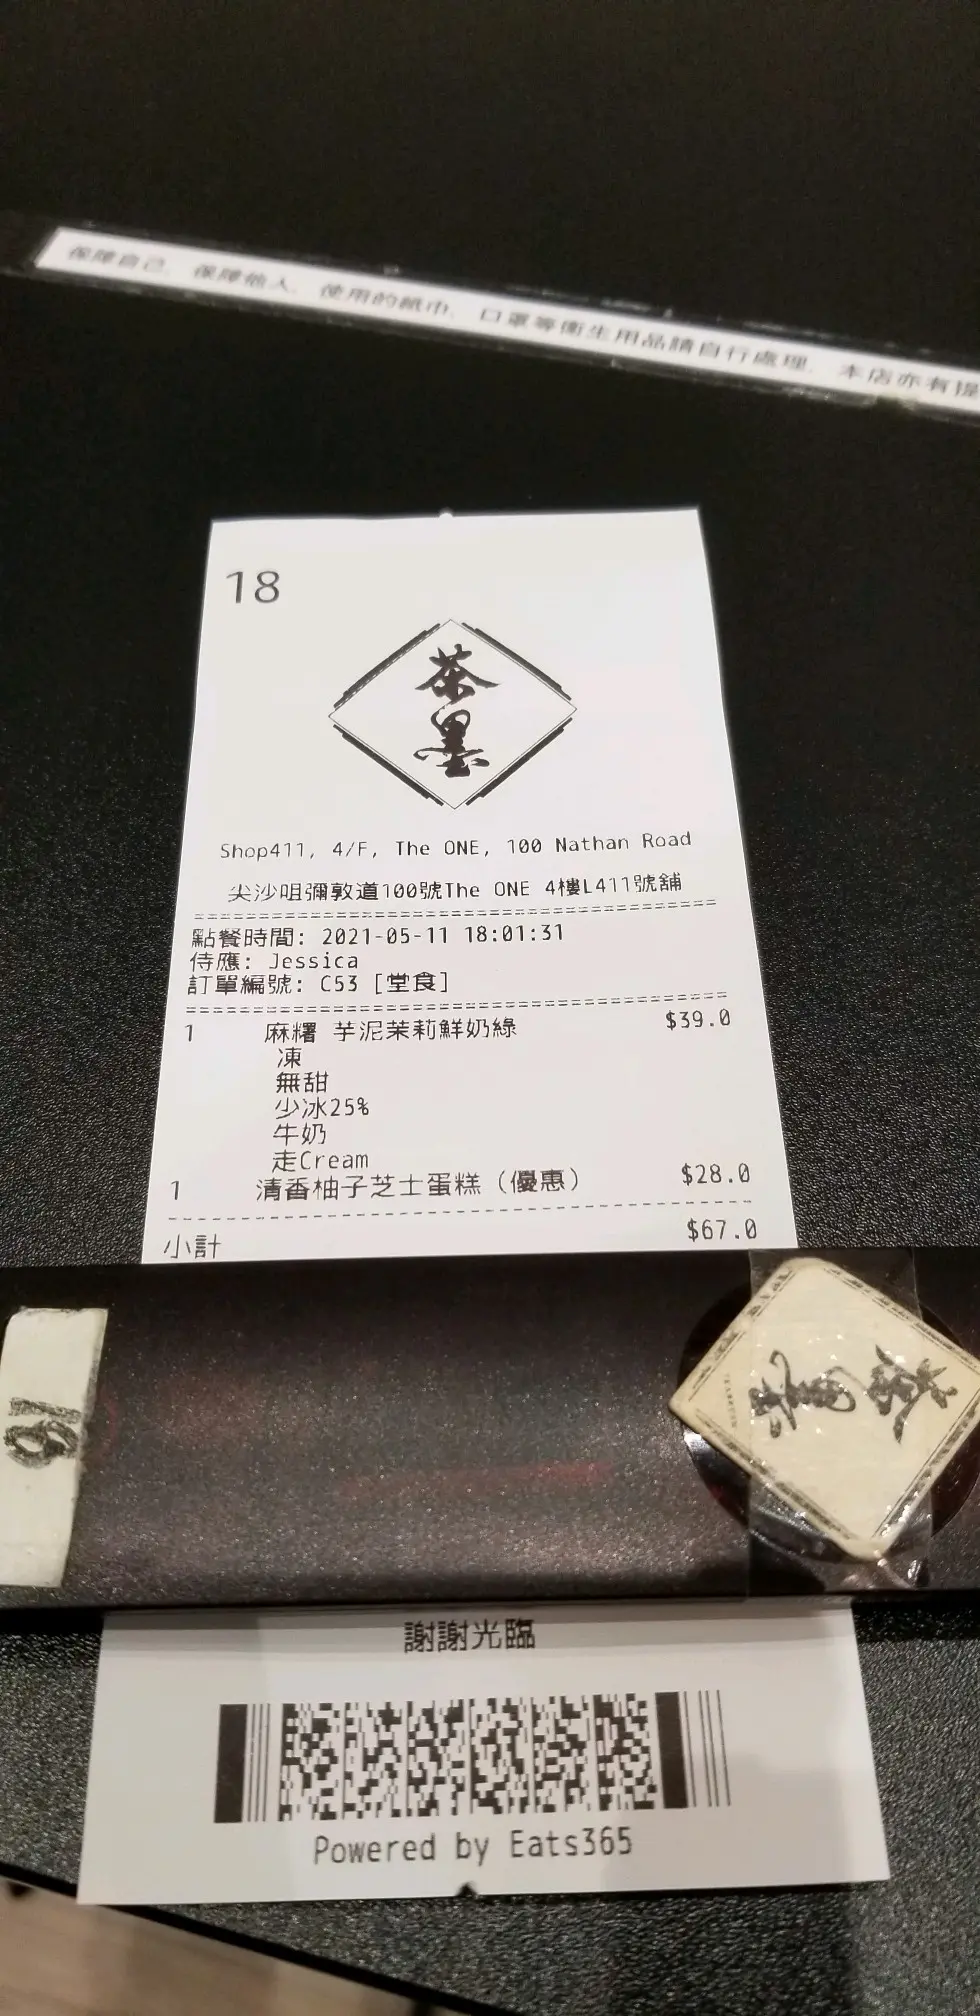 保障自己，保障他人，使用的紙巾，口罩等衛生用品請自行處理，本店亦有提
18
茶墨
Shop411, 4/F, The ONE, 100 Nathan Road
尖沙咀彌敦道100號The ONE 4樓L411號舖
點餐時間: 2021-05-11 18:01:31
侍應: Jessica
訂單編號: C53 [堂食]
1 麻糬 芋泥茉莉鮮奶綠 $39.0
凍
無甜
少冰25%
牛奶
走Cream
1 清香柚子芝士蛋糕（優惠） $28.0
小計 $67.0
18
茶墨
謝謝光臨
Powered by Eats365